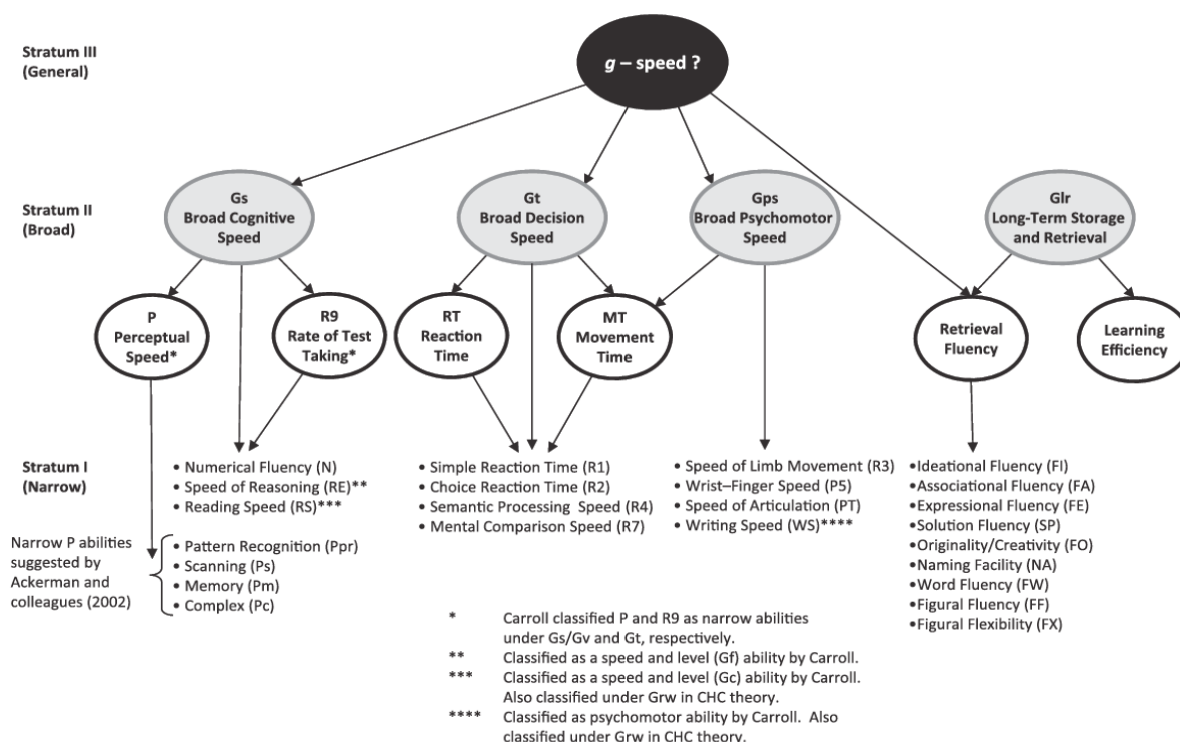 Stratum III
(General)
g – speed ?
Stratum II
(Broad)
Gs
Broad Cognitive
Speed
Gt
Broad Decision
Speed
Gps
Broad Psychomotor
Speed
Glr
Long-Term Storage
and Retrieval
P
Perceptual
Speed*
R9
Rate of Test
Taking*
RT
Reaction
Time
MT
Movement
Time
Retrieval
Fluency
Learning
Efficiency
Stratum I
(Narrow)
• Numerical Fluency (N)
• Speed of Reasoning (RE)**
• Reading Speed (RS)***
• Simple Reaction Time (R1)
• Choice Reaction Time (R2)
• Semantic Processing Speed (R4)
• Mental Comparison Speed (R7)
• Speed of Limb Movement (R3)
• Wrist–Finger Speed (P5)
• Speed of Articulation (PT)
• Writing Speed (WS)****
•Ideational Fluency (FI)
•Associational Fluency (FA)
•Expressional Fluency (FE)
•Solution Fluency (SP)
•Originality/Creativity (FO)
•Naming Facility (NA)
•Word Fluency (FW)
•Figural Fluency (FF)
•Figural Flexibility (FX)
Narrow P abilities
suggested by
Ackerman and
colleagues (2002)
• Pattern Recognition (Ppr)
• Scanning (Ps)
• Memory (Pm)
• Complex (Pc)
* Carroll classified P and R9 as narrow abilities
under Gs/Gv and Gt, respectively.
** Classified as a speed and level (Gf) ability by Carroll.
*** Classified as a speed and level (Gc) ability by Carroll.
Also classified under Grw in CHC theory.
**** Classified as psychomotor ability by Carroll. Also
classified under Grw in CHC theory.